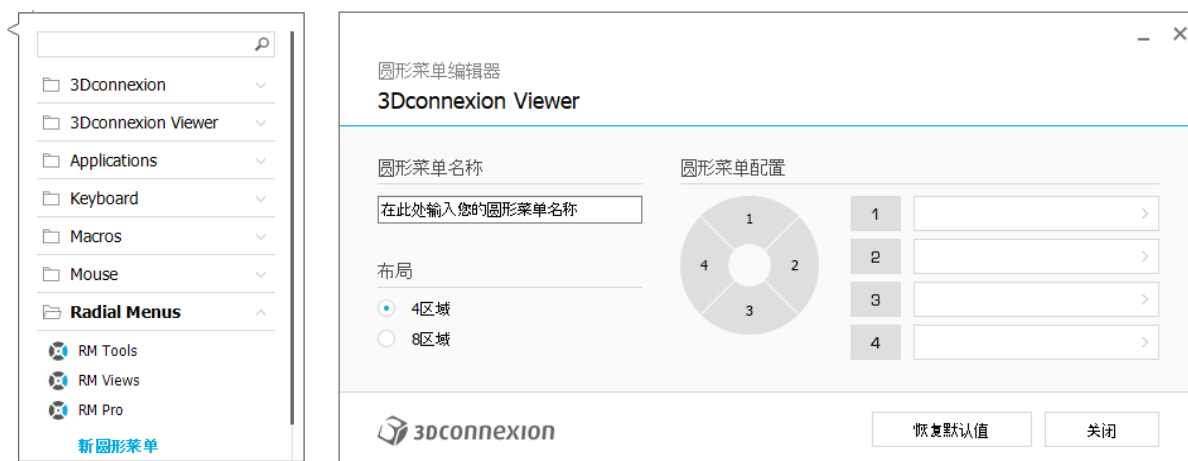 3Dconnexion
3Dconnexion Viewer
Applications
Keyboard
Macros
Mouse
Radial Menus
RM Tools
RM Views
RM Pro
新圆形菜单
圆形菜单编辑器
3Dconnexion Viewer
圆形菜单名称
在此处输入您的圆形菜单名称
布局
4区域
8区域
圆形菜单配置
1
4 2
3
1
2
3
4
3DCONNEXION
恢复默认值
关闭